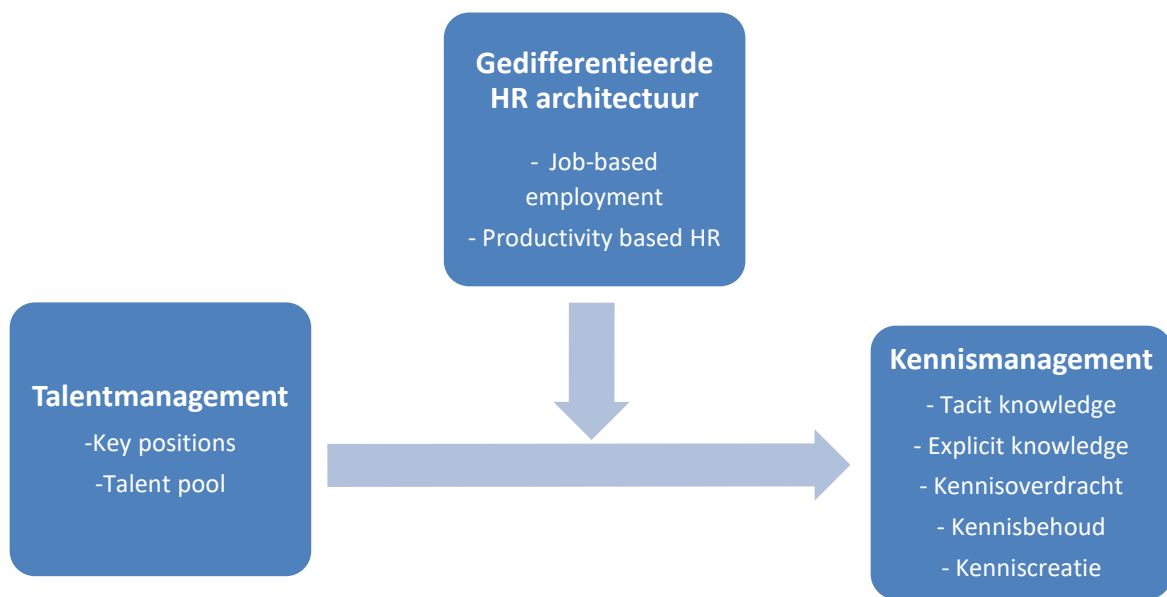 Gedifferentieerde
HR architectuur
- Job-based
employment
- Productivity based HR
Talentmanagement
-Key positions
-Talent pool
Kennismanagement
- Tacit knowledge
- Explicit knowledge
- Kennisoverdracht
- Kennisbehoud
- Kenniscreatie